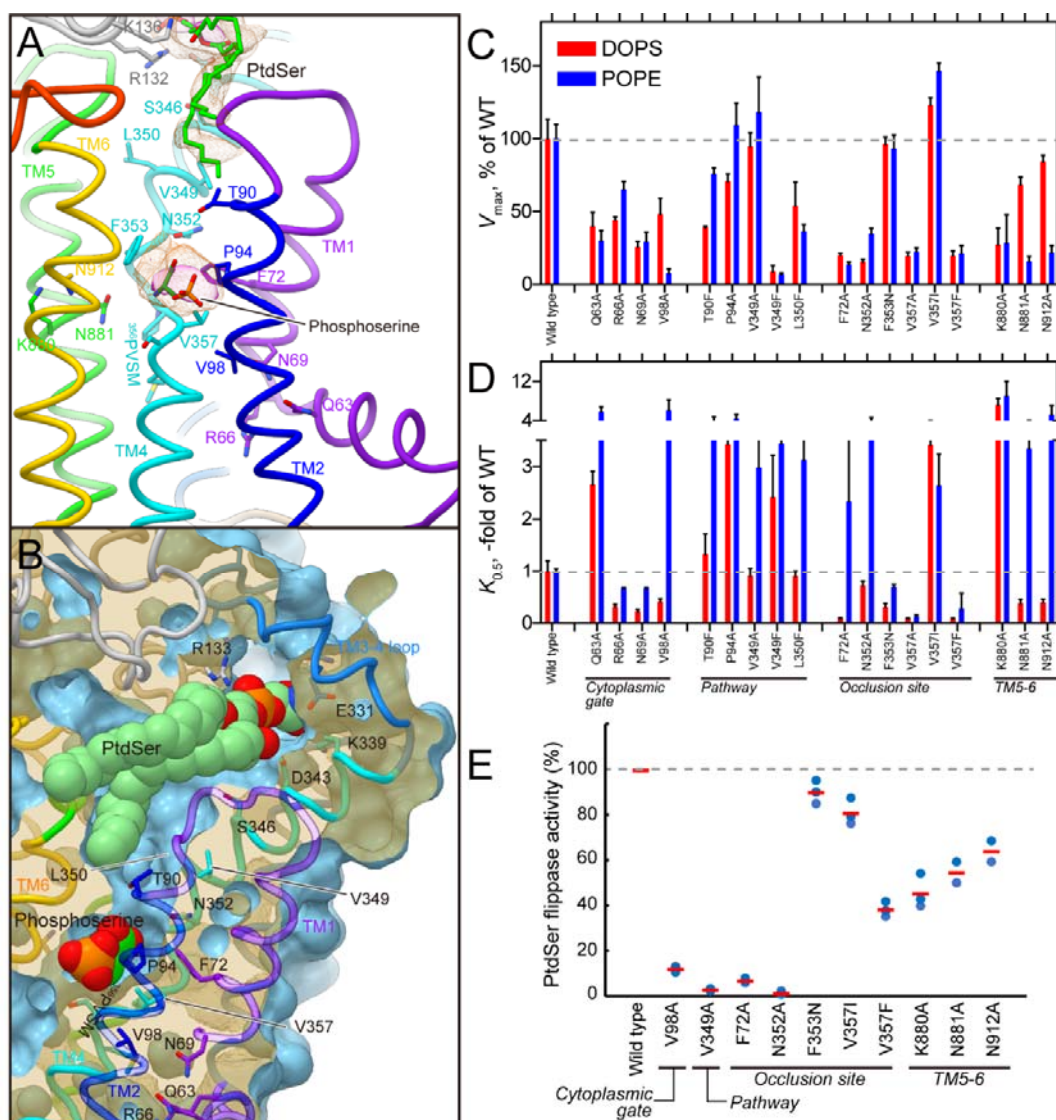 A
K136
R132
PtdSer
S346
L350
TM6
TM5
V349
T90
N352
TM1
F353
P94
F72
N912
Phosphoserine
N881
K880
V357
356PVSM
N69
V98
Q63
R66
TM4
TM2
B
R133
TM3-4 loop
E331
PtdSer
K339
D343
S346
L350
T90
TM6
V349
N352
TM1
Phosphoserine
P94
F72
V357
V98
N69
TM4
TM2
Q63
R66
C
DOPS
POPE
150
100
50
0
Vmax, % of WT
Wild type
Q63A
R66A
N69A
V98A
T90F
P94A
V349A
V349F
L350F
F72A
N352A
F353N
V357A
V357I
V357F
K880A
N881A
N912A
D
12
8
4
3
2
1
0
K0.5, -fold of WT
Wild type
Q63A
R66A
N69A
V98A
T90F
P94A
V349A
V349F
L350F
F72A
N352A
F353N
V357A
V357I
V357F
K880A
N881A
N912A
Cytoplasmic
gate
Pathway
Occlusion site
TM5-6
E
100
80
60
40
20
0
PtdSer flippase activity (%)
Wild type
V98A
V349A
F72A
N352A
F353N
V357I
V357F
K880A
N881A
N912A
Cytoplasmic
gate
Pathway
Occlusion site
TM5-6